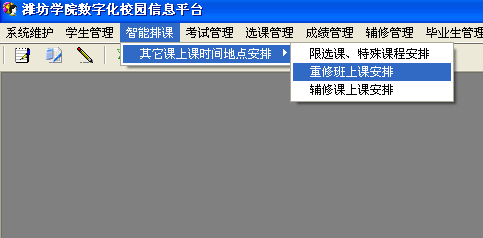 潍坊学院数字化校园信息平台
系统维护 学生管理 智能排课 考试管理 选课管理 成绩管理 辅修管理 毕业生管理
其它课上课时间地点安排
限选课、特殊课程安排
重修班上课安排
辅修课上课安排